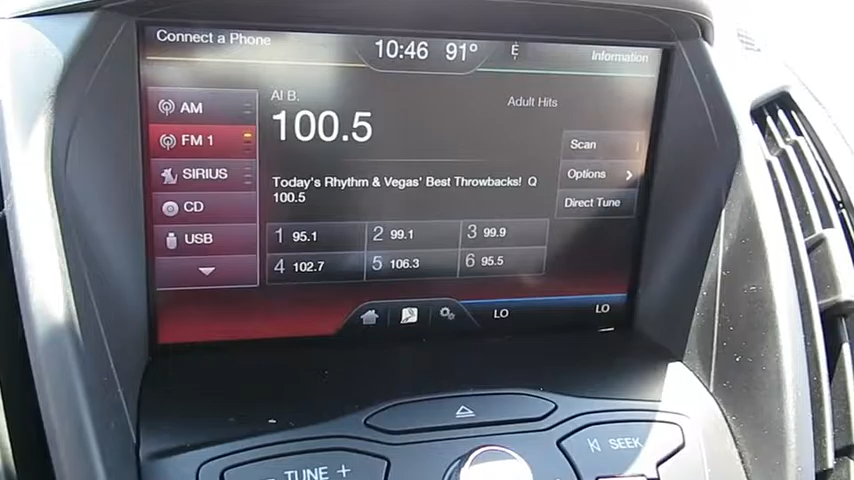 Connect a Phone
10:46 91° E
Information
AM
FM 1
SIRIUS
CD
USB
Al B.
100.5
Adult Hits
Today's Rhythm & Vegas' Best Throwbacks! Q
100.5
Scan
Options
Direct Tune
1 95.1 2 99.1 3 99.9
4 102.7 5 106.3 6 95.5
LO LO
TUNE +
SEEK